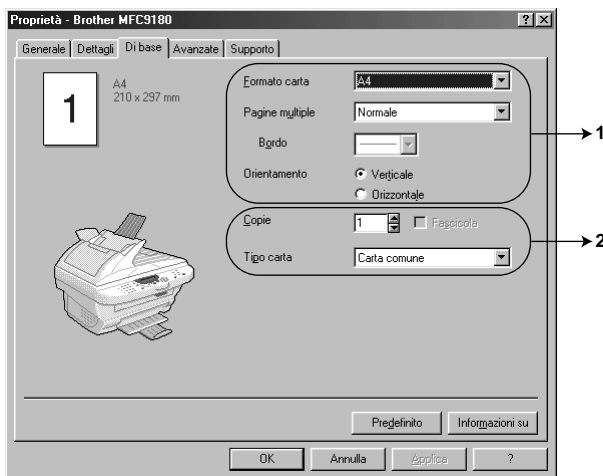 Proprietà - Brother MFC9180
? X
Generale Dettagli Di base Avanzate Supporto
1
A4
210 x 297 mm
Formato carta A4
Pagine multiple Normale
Bordo
Orientamento Verticale
Orizzontale
1
Copie 1 Fascicola
Tipo carta Carta comune
2
Predefinito Informazioni su
OK Annulla Applica ?